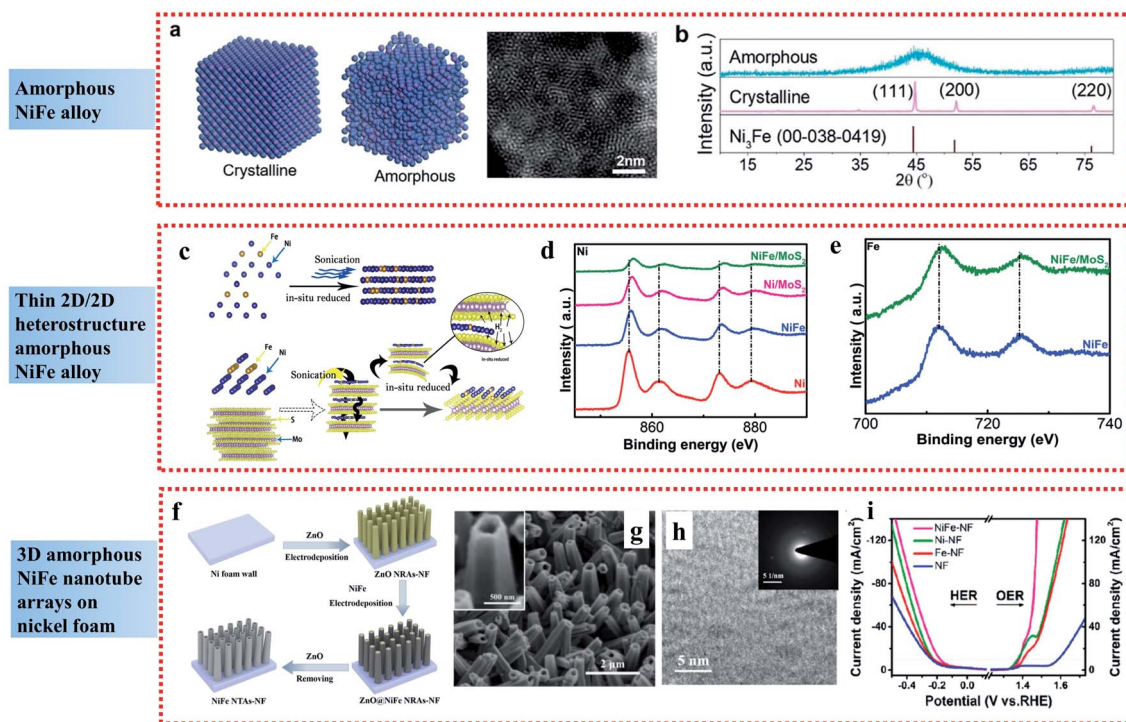 Amorphous
NiFe alloy
a
Crystalline
Amorphous
2nm
b
Intensity (a.u.)
Amorphous
Crystalline
(111)
(200)
(220)
Ni₃Fe (00-038-0419)
15 25 35 45 55 65 75
2θ (°)
Thin 2D/2D
heterostructure
amorphous
NiFe alloy
c
Fe
Ni
Sonication
in-situ reduced
Fe
Ni
Sonication
in-situ reduced
in-situ reduced
H
S
Mo
d
Ni
NiFe/MoS₂
Ni/MoS₂
NiFe
Ni
Intensity ( a.u.)
860 880
Binding energy (eV)
e
Fe
NiFe/MoS₂
NiFe
Intensity ( a.u.)
700 720 740
Binding energy (eV)
3D amorphous
NiFe nanotube
arrays on
nickel foam
f
Ni foam wall
ZnO
Electrodeposition
ZnO NRAs-NF
NiFe
Electrodeposition
ZnO@NiFe NRAs-NF
ZnO
Removing
NiFe NTAs-NF
g
500 nm
2 µm
h
5 1/nm
5 nm
i
NiFe-NF
Ni-NF
Fe-NF
NF
HER
OER
Current density (mA/cm²)
-120
-80
-40
0
Current density (mA/cm²)
120
80
40
0
-0.4 -0.2 0.0 1.4 1.6
Potential (V vs.RHE)